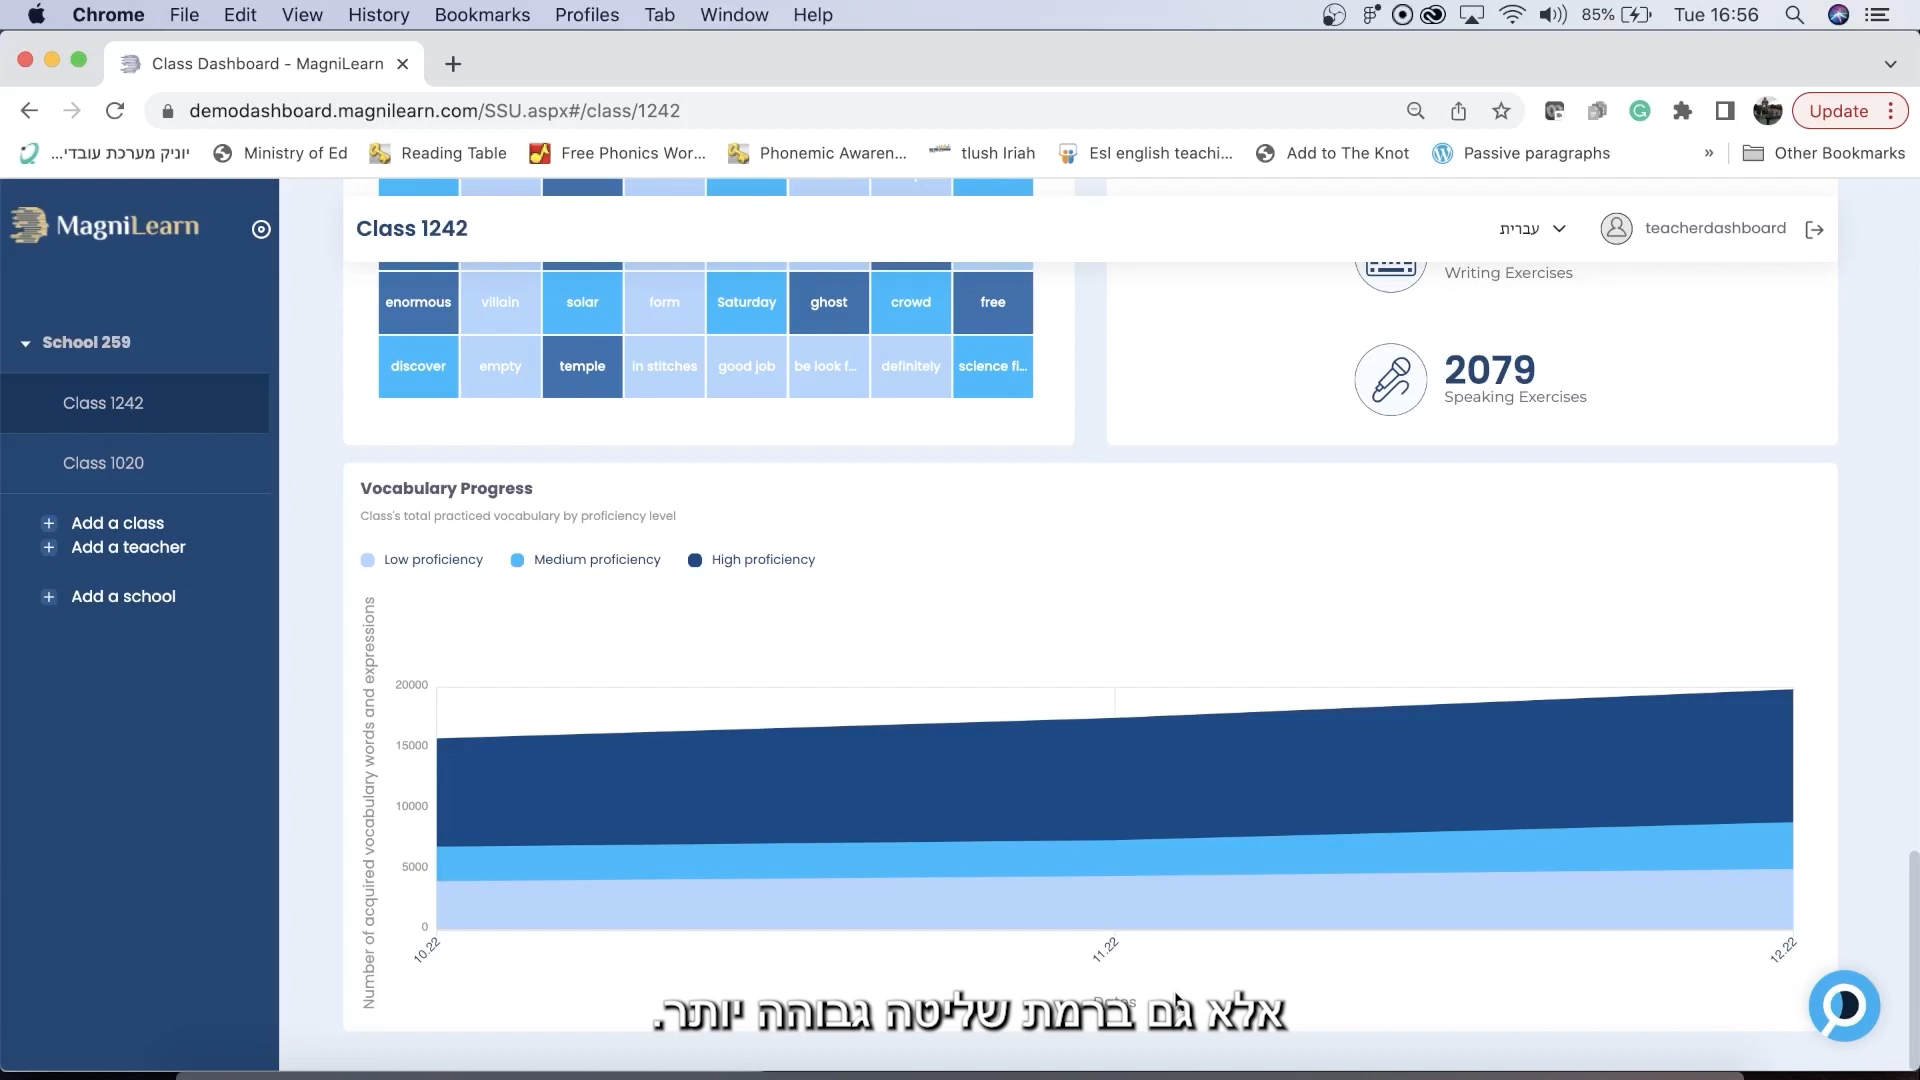 Chrome File Edit View History Bookmarks Profiles Tab Window Help 85% Tue 16:56
Class Dashboard - MagniLearn
demodashboard.magnilearn.com/SSU.aspx#/class/1242 Update
יוניק מערכת עובדי... Ministry of Ed Reading Table Free Phonics Wor... Phonemic Awaren... tlush Iriah Esl english teachi... Add to The Knot Passive paragraphs » Other Bookmarks
MagniLearn
School 259
Class 1242
Class 1020
+ Add a class
+ Add a teacher
+ Add a school
Class 1242 עברית teacherdashboard
enormous villain solar form Saturday ghost crowd free
discover empty temple in stitches good job be look f... definitely science fi...
Writing Exercises
2079
Speaking Exercises
Vocabulary Progress
Class's total practiced vocabulary by proficiency level
Low proficiency Medium proficiency High proficiency
Number of acquired vocabulary words and expressions
20000
15000
10000
5000
0
10.22 11.22 12.22
Dates
אלא גם ברמת שליטה גבוהה יותר.